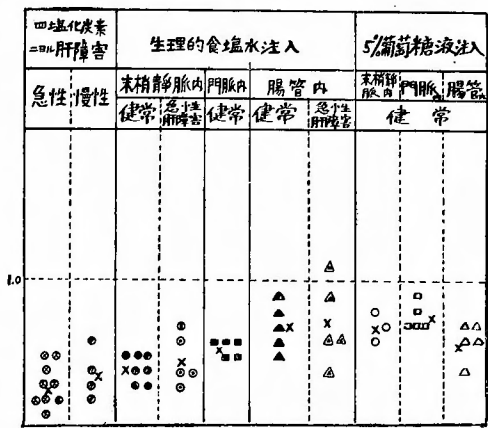 四塩化炭素
ニヨル肝障害
生理的食塩水注入
5%葡萄糖液注入
急性
慢性
末梢静脈内
門脈内
腸管内
末梢静
脈内
門脈内
腸管内
健常
急性
肝障害
健常
健常
急性
肝障害
健常
1.0